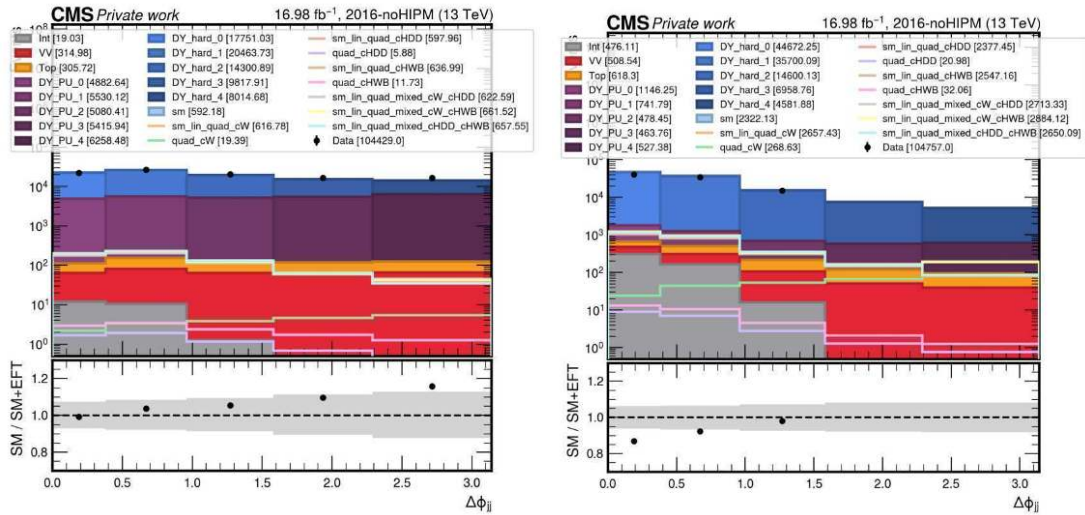 CMS Private work 16.98 fb⁻¹, 2016-noHIPM (13 TeV)
Int [19.03] DY_hard_0 [17751.03] sm_lin_quad_cHDD [597.96]
VV [314.98] DY_hard_1 [20463.73] quad_cHDD [5.88]
Top [305.72] DY_hard_2 [14300.89] sm_lin_quad_cHWB [636.99]
DY_PU_0 [4882.64] DY_hard_3 [9817.91] quad_cHWB [11.73]
DY_PU_1 [5530.12] DY_hard_4 [8014.68] sm_lin_quad_mixed_cW_cHDD [622.59]
DY_PU_2 [5080.41] sm [592.18] sm_lin_quad_mixed_cW_cHWB [661.52]
DY_PU_3 [5415.94] sm_lin_quad_cW [616.78] sm_lin_quad_mixed_cHDD_cHWB [657.55]
DY_PU_4 [6258.48] quad_cW [19.39] Data [104429.0]
10⁴
10³
10²
10¹
10⁰
SM / SM+EFT
1.2
1.0
0.8
0.0 0.5 1.0 1.5 2.0 2.5 3.0
Δϕjj
CMS Private work 16.98 fb⁻¹, 2016-noHIPM (13 TeV)
Int [476.11] DY_hard_0 [44672.25] sm_lin_quad_cHDD [2377.45]
VV [508.54] DY_hard_1 [35700.09] quad_cHDD [20.98]
Top [618.3] DY_hard_2 [14600.13] sm_lin_quad_cHWB [2547.16]
DY_PU_0 [1146.25] DY_hard_3 [6958.76] quad_cHWB [32.06]
DY_PU_1 [741.79] DY_hard_4 [4581.88] sm_lin_quad_mixed_cW_cHDD [2713.33]
DY_PU_2 [478.45] sm [2322.13] sm_lin_quad_mixed_cW_cHWB [2884.12]
DY_PU_3 [463.76] sm_lin_quad_cW [2657.43] sm_lin_quad_mixed_cHDD_cHWB [2650.09]
DY_PU_4 [527.38] quad_cW [268.63] Data [104757.0]
10⁵
10⁴
10³
10²
10¹
10⁰
SM / SM+EFT
1.2
1.0
0.8
0.0 0.5 1.0 1.5 2.0 2.5 3.0
Δϕjj